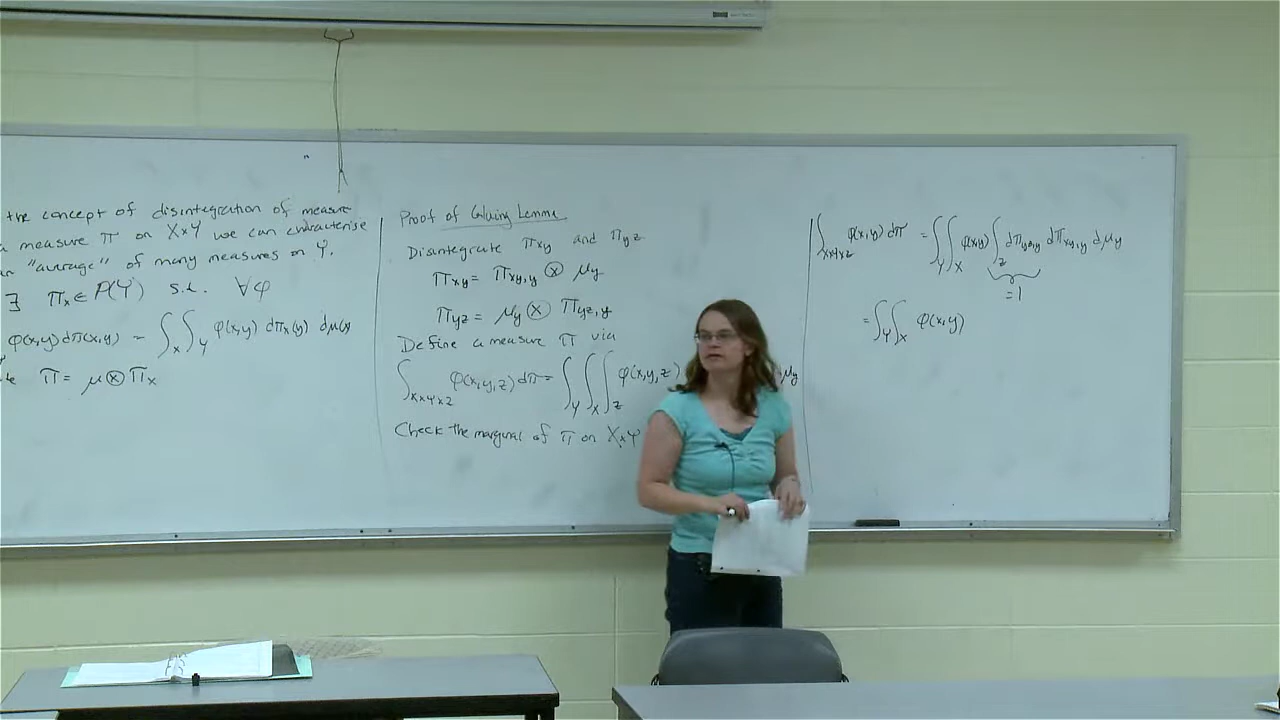 the concept of disintegration of measure
a measure π on X×Y we can characterise
an "average" of many measures on Y.
∃ π_x ∈ P(Y) s.t. ∀φ
φ(x,y)dπ(x,y) = ∫_X ∫_Y φ(x,y) dπ_x(y) dμ(x)
π = μ ⊗ π_x
Proof of Gluing Lemma
Disintegrate π_xy and π_yz
π_xy = π_xy,y ⊗ μ_y
π_yz = μ_y ⊗ π_yz,y
Define a measure π via
∫_X×Y×Z φ(x,y,z) dπ = ∫_Y ∫_X ∫_Z φ(x,y,z) dμ_y
Check the marginal of π on X×Y
∫_X×Y×Z φ(x,y) dπ = ∫_Y ∫_X φ(x,y) ∫_Z dπ_yz,y dπ_xy,y dμ_y
=1
= ∫_Y ∫_X φ(x,y)